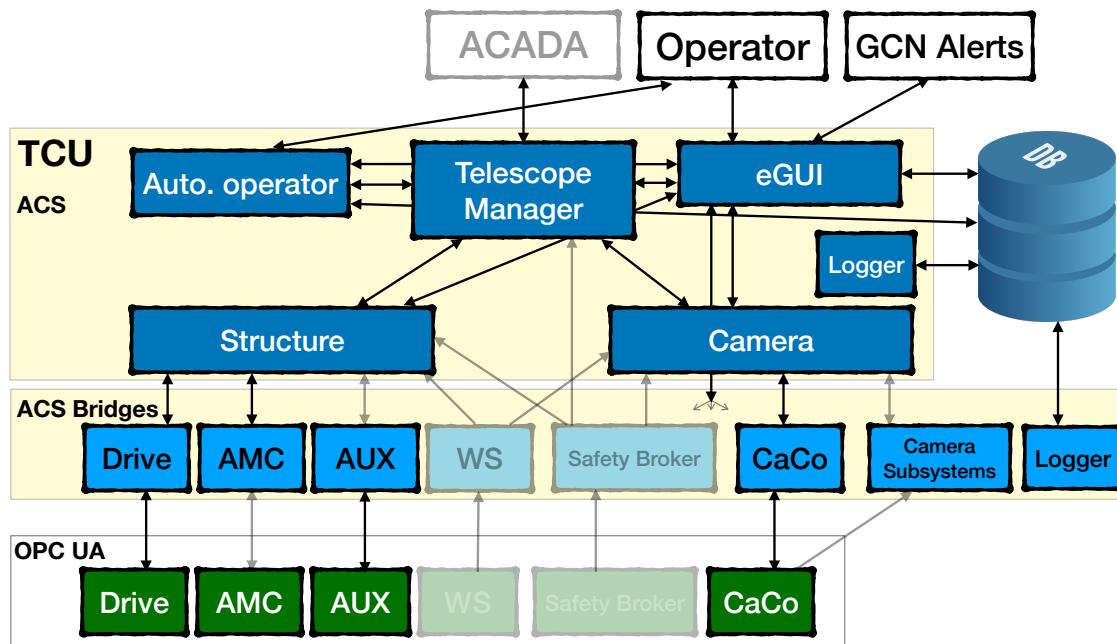 ACADA
Operator
GCN Alerts
TCU
ACS
Auto. operator
Telescope
Manager
eGUI
DB
Logger
Structure
Camera
ACS Bridges
Drive
AMC
AUX
WS
Safety Broker
CaCo
Camera
Subsystems
Logger
OPC UA
Drive
AMC
AUX
WS
Safety Broker
CaCo